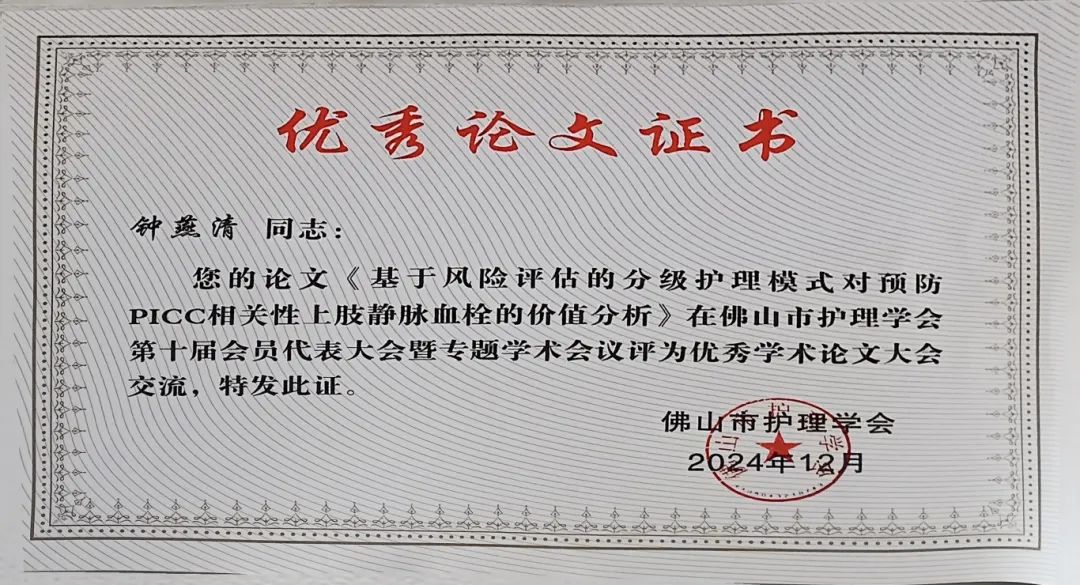 优秀论文证书
钟燕清 同志：
您的论文《基于风险评估的分级护理模式对预防
PICC相关性上肢静脉血栓的价值分析》在佛山市护理学会
第十届会员代表大会暨专题学术会议评为优秀学术论文大会
交流，特发此证。
佛山市护理学会
2024年12月